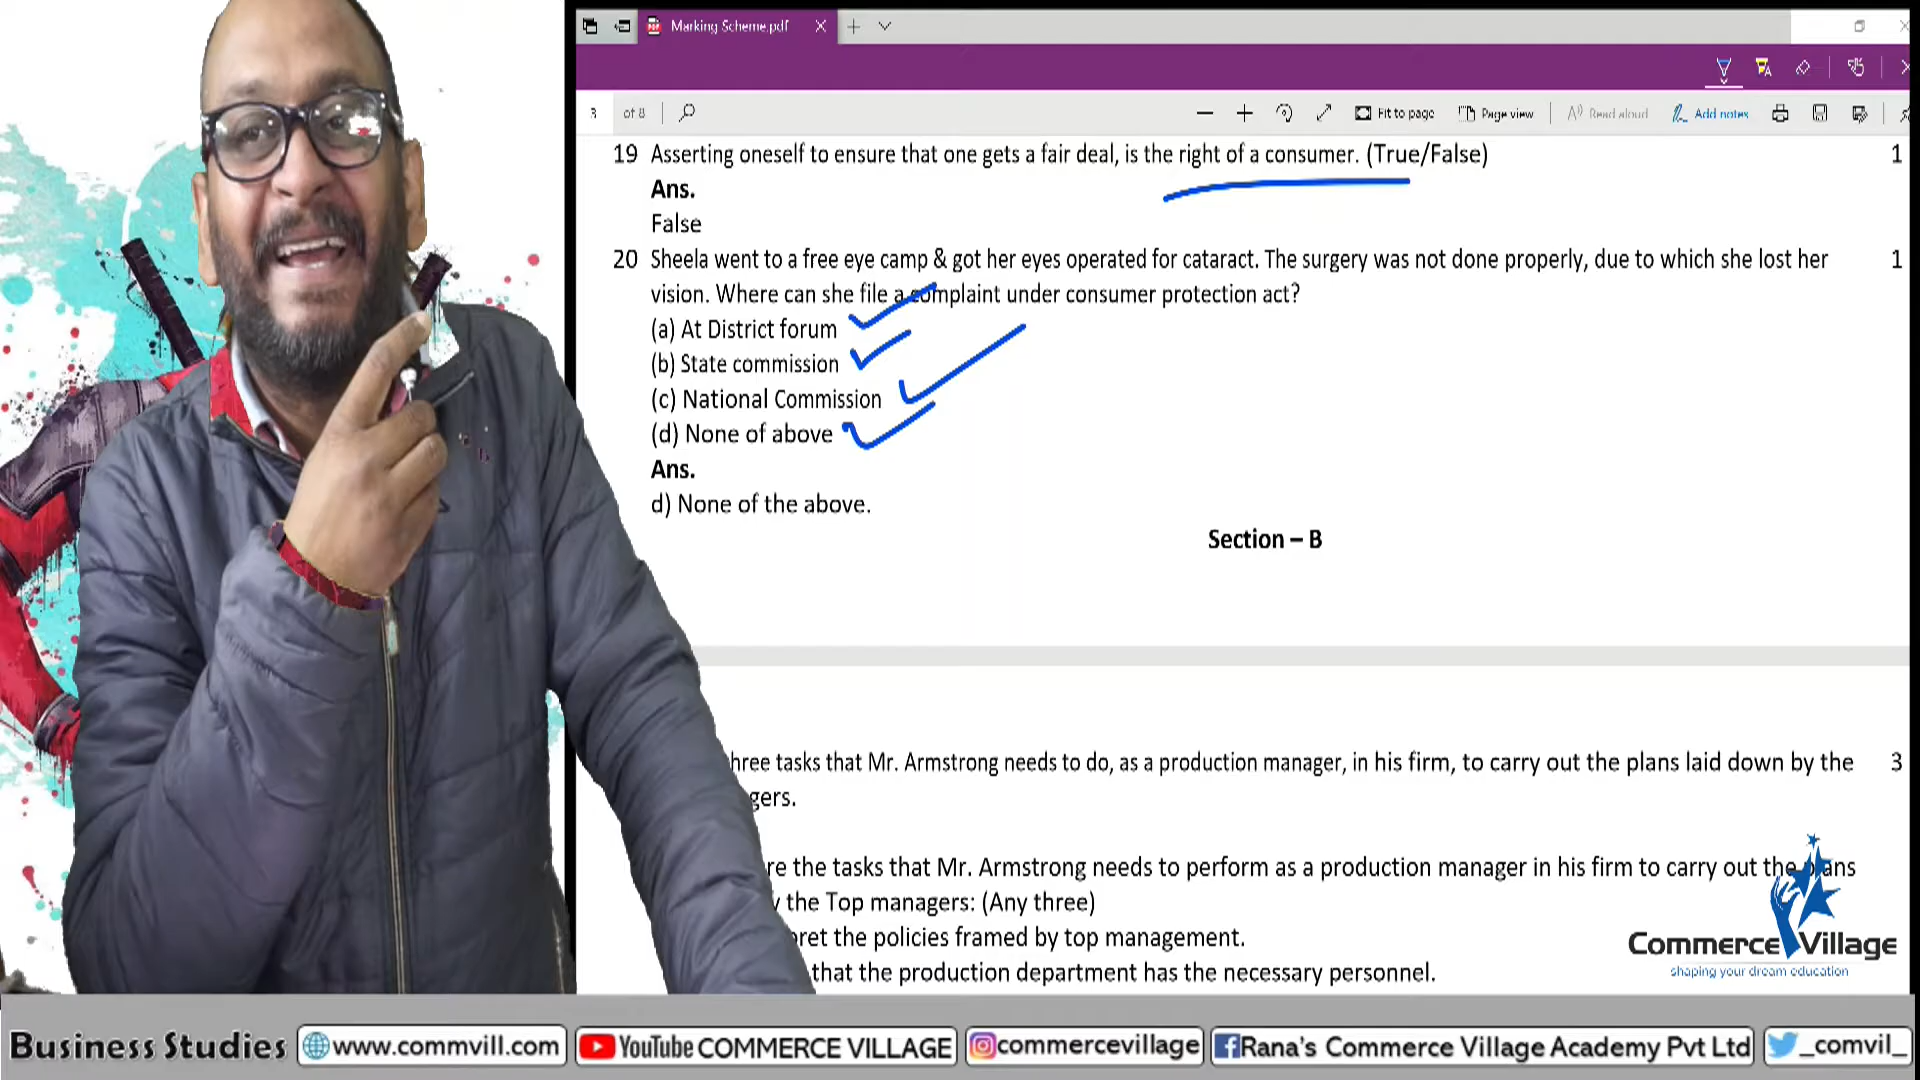 Marking Scheme.pdf
3 of 8
Fit to page
Page view
Read aloud
Add notes
19 Asserting oneself to ensure that one gets a fair deal, is the right of a consumer. (True/False) 1
Ans.
False
20 Sheela went to a free eye camp & got her eyes operated for cataract. The surgery was not done properly, due to which she lost her 1
vision. Where can she file a complaint under consumer protection act?
(a) At District forum
(b) State commission
(c) National Commission
(d) None of above
Ans.
d) None of the above.
Section – B
tasks that Mr. Armstrong needs to do, as a production manager, in his firm, to carry out the plans laid down by the 3
the tasks that Mr. Armstrong needs to perform as a production manager in his firm to carry out the plans
the Top managers: (Any three)
the policies framed by top management.
that the production department has the necessary personnel.
Commerce Village
shaping your dream education
Business Studies
www.commvill.com
YouTube COMMERCE VILLAGE
commercevillage
Rana's Commerce Village Academy Pvt Ltd
_comvil_